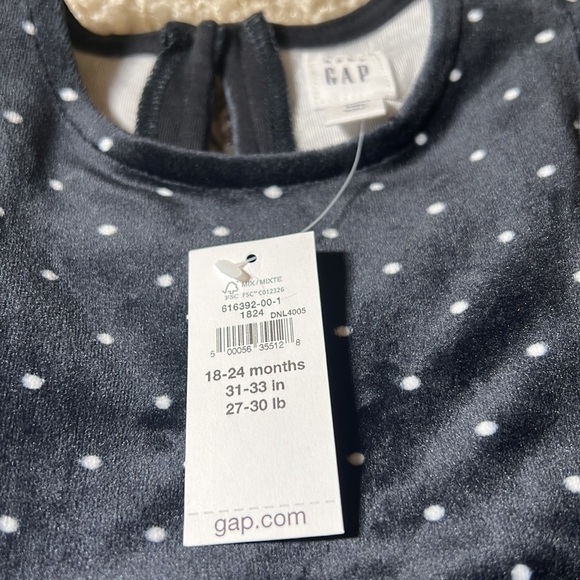 GAP
MIX/MIXTE
FSC FSC™ C012326
616392-00-1
1824 DNL4005
5 00056 35512 8
18-24 months
31-33 in
27-30 lb
gap.com